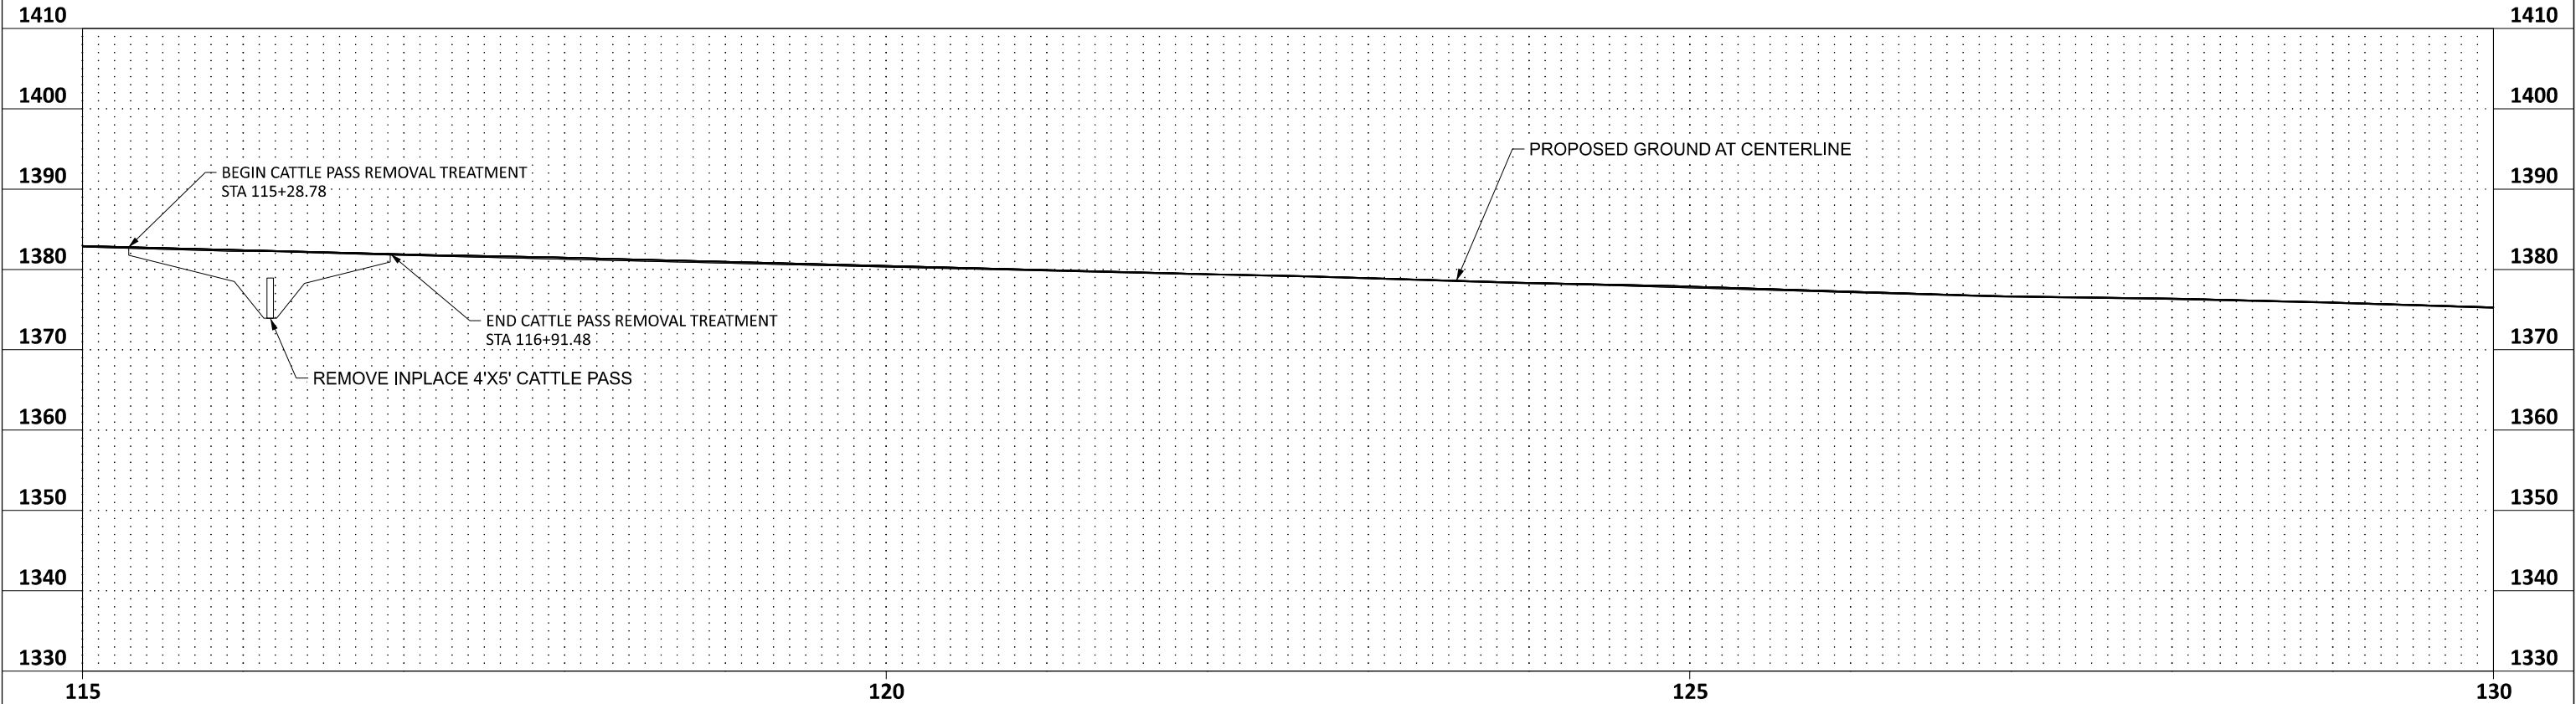 1410 1410
1400 1400
PROPOSED GROUND AT CENTERLINE
BEGIN CATTLE PASS REMOVAL TREATMENT
STA 115+28.78
1390 1390
1380 1380
END CATTLE PASS REMOVAL TREATMENT
STA 116+91.48
1370 1370
REMOVE INPLACE 4'X5' CATTLE PASS
1360 1360
1350 1350
1340 1340
1330 1330
115 120 125 130